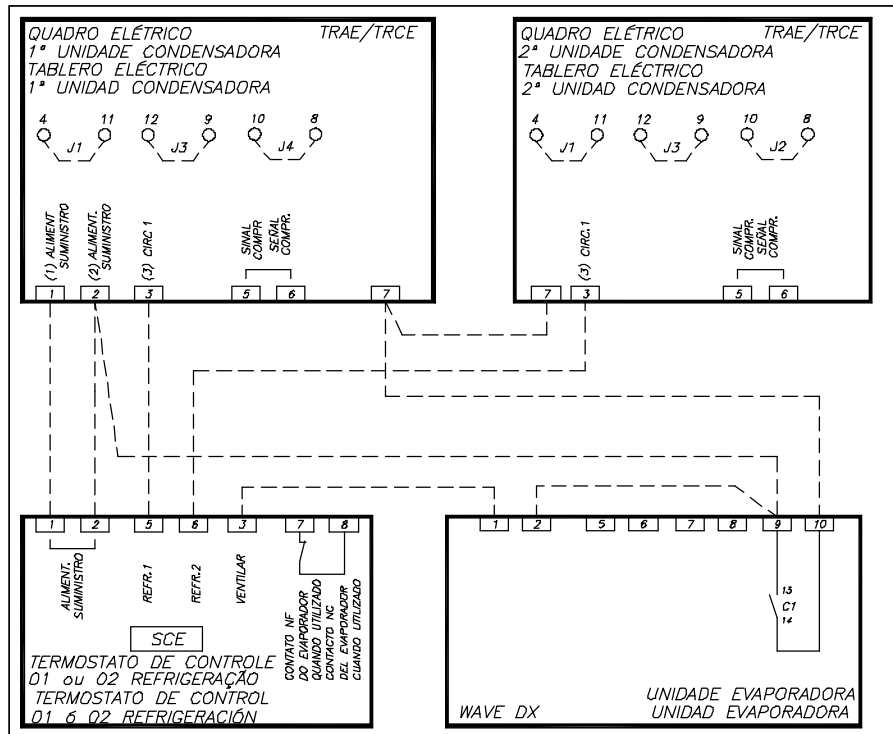 QUADRO ELÉTRICO TRAE/TRCE
1ª UNIDADE CONDENSADORA
TABLERO ELÉCTRICO
1ª UNIDAD CONDENSADORA
4 11 12 9 10 8
J1 J3 J4
(1) ALIMENT
SUMINISTRO
(2) ALIMENT.
SUMINISTRO
(3) CIRC 1
SINAL
COMPR
SEÑAL
COMPR.
1 2 3 5 6 7
QUADRO ELÉTRICO TRAE/TRCE
2ª UNIDADE CONDENSADORA
TABLERO ELÉCTRICO
2ª UNIDAD CONDENSADORA
4 11 12 9 10 8
J1 J3 J2
(3) CIRC.1
SINAL
COMPR.
SEÑAL
COMPR.
7 3 5 6
1 2 5 6 3 7 8
ALIMENT.
SUMINISTRO
REFR.1
REFR.2
VENTILAR
CONTATO NF
DO EVAPORADOR
QUANDO UTILIZADO
CONTACTO NC
DEL EVAPORADOR
CUANDO UTILIZADO
SCE
TERMOSTATO DE CONTROLE
01 ou 02 REFRIGERAÇÃO
TERMOSTATO DE CONTROL
01 ó 02 REFRIGERACIÓN
1 2 5 6 7 8 9 10
13
C1
14
UNIDADE EVAPORADORA
WAVE DX UNIDAD EVAPORADORA